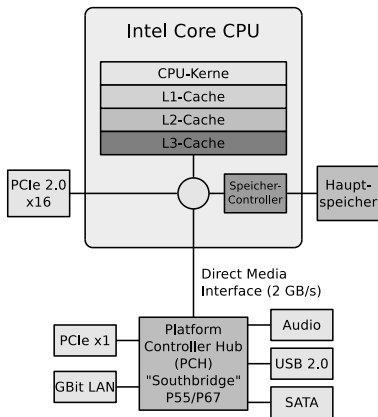 Intel Core CPU
CPU-Kerne
L1-Cache
L2-Cache
L3-Cache
PCIe 2.0
x16
Speicher-
Controller
Haupt-
speicher
Direct Media
Interface (2 GB/s)
PCIe x1
GBit LAN
Platform
Controller Hub
(PCH)
"Southbridge"
P55/P67
Audio
USB 2.0
SATA